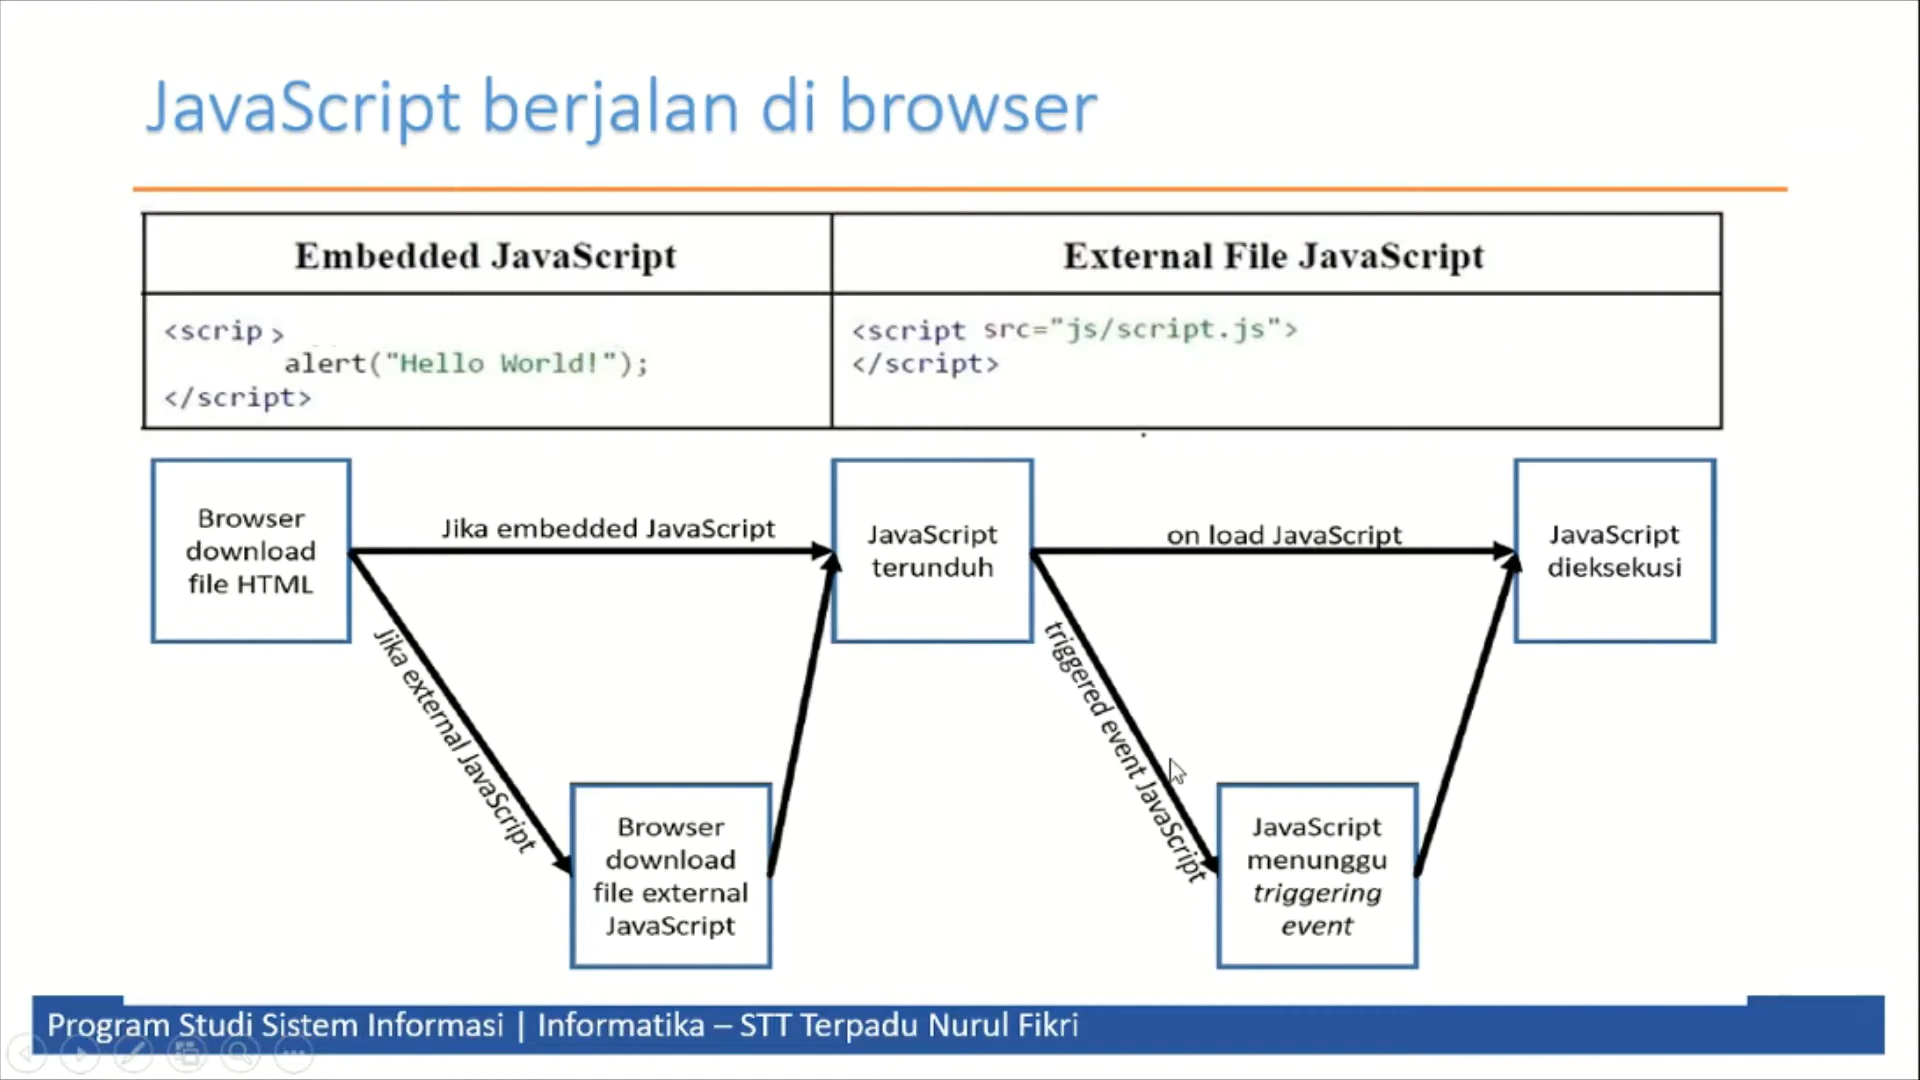 JavaScript berjalan di browser
Embedded JavaScript
External File JavaScript
<scrip >
alert("Hello World!");
</script>
<script src="js/script.js">
</script>
Browser
download
file HTML
Jika embedded JavaScript
JavaScript
terunduh
on load JavaScript
JavaScript
dieksekusi
Jika external JavaScript
triggered event JavaScript
Browser
download
file external
JavaScript
JavaScript
menunggu
triggering
event
Program Studi Sistem Informasi | Informatika – STT Terpadu Nurul Fikri